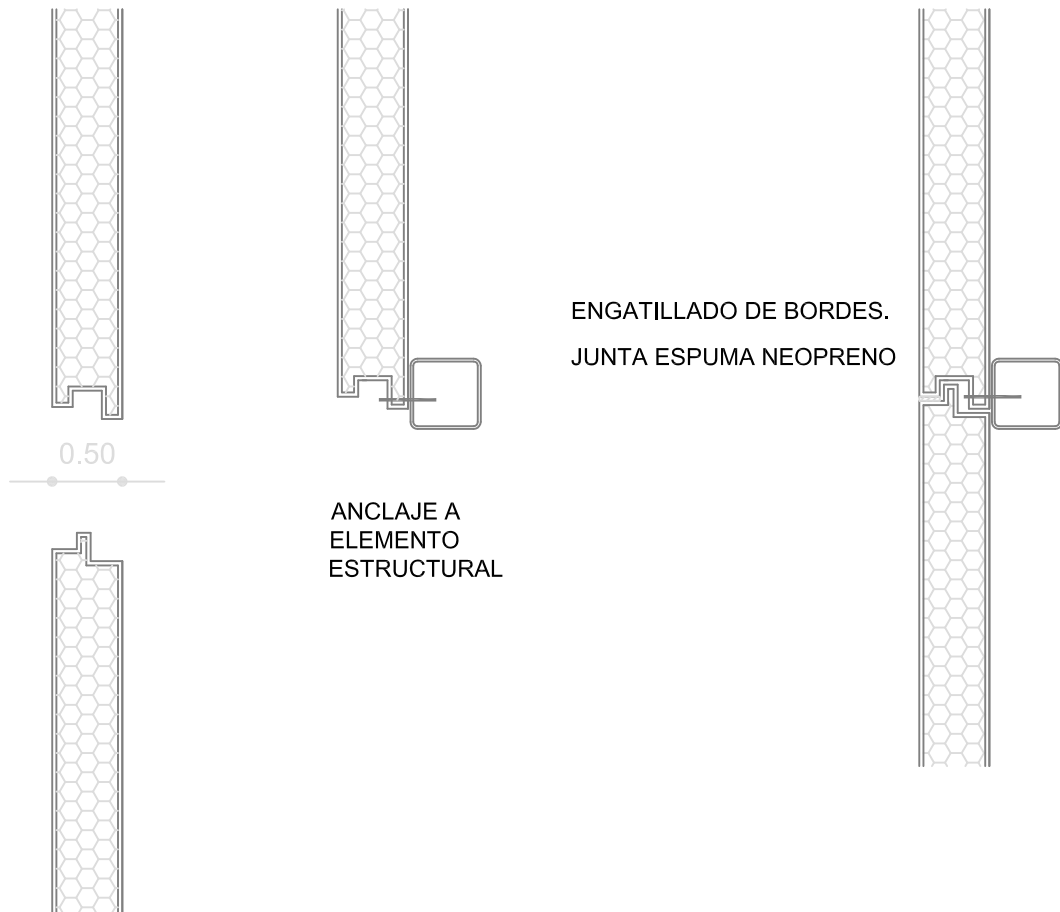 0.50
ANCLAJE A
ELEMENTO
ESTRUCTURAL
ENGATILLADO DE BORDES.
JUNTA ESPUMA NEOPRENO